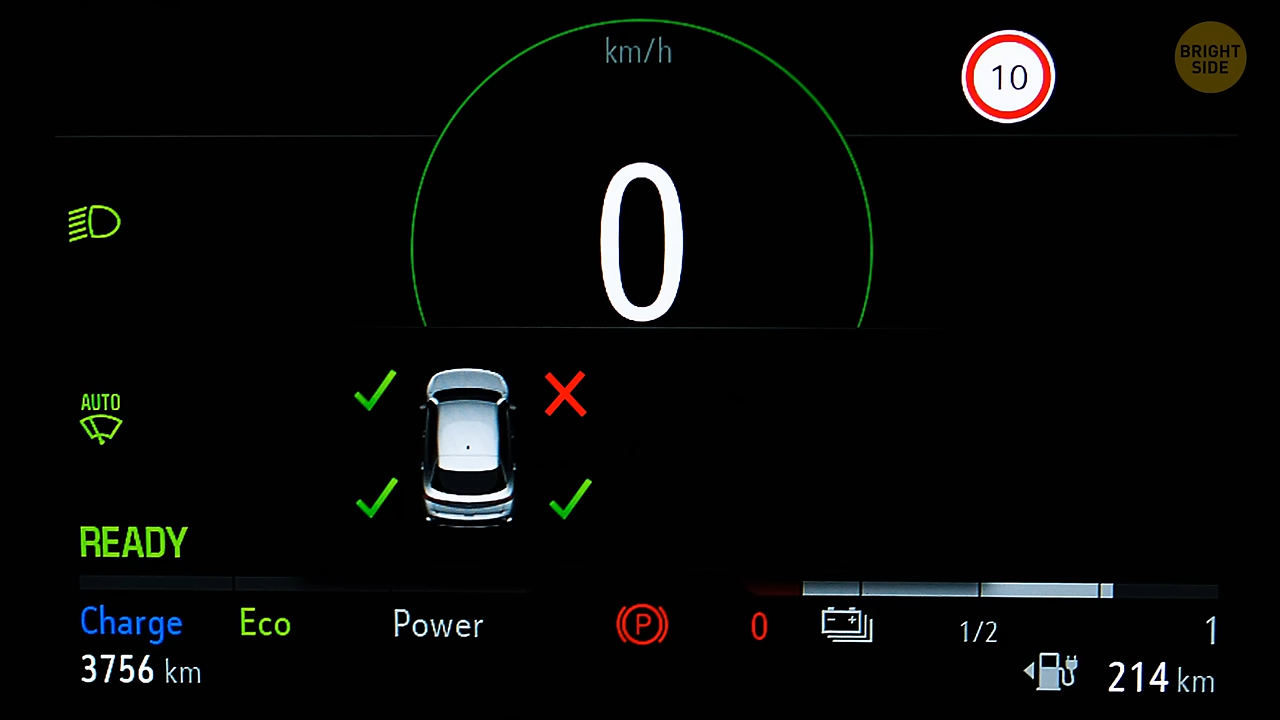 km/h
10
BRIGHT
SIDE
0
AUTO
READY
Charge Eco Power P 0 1/2 1
3756 km 214 km